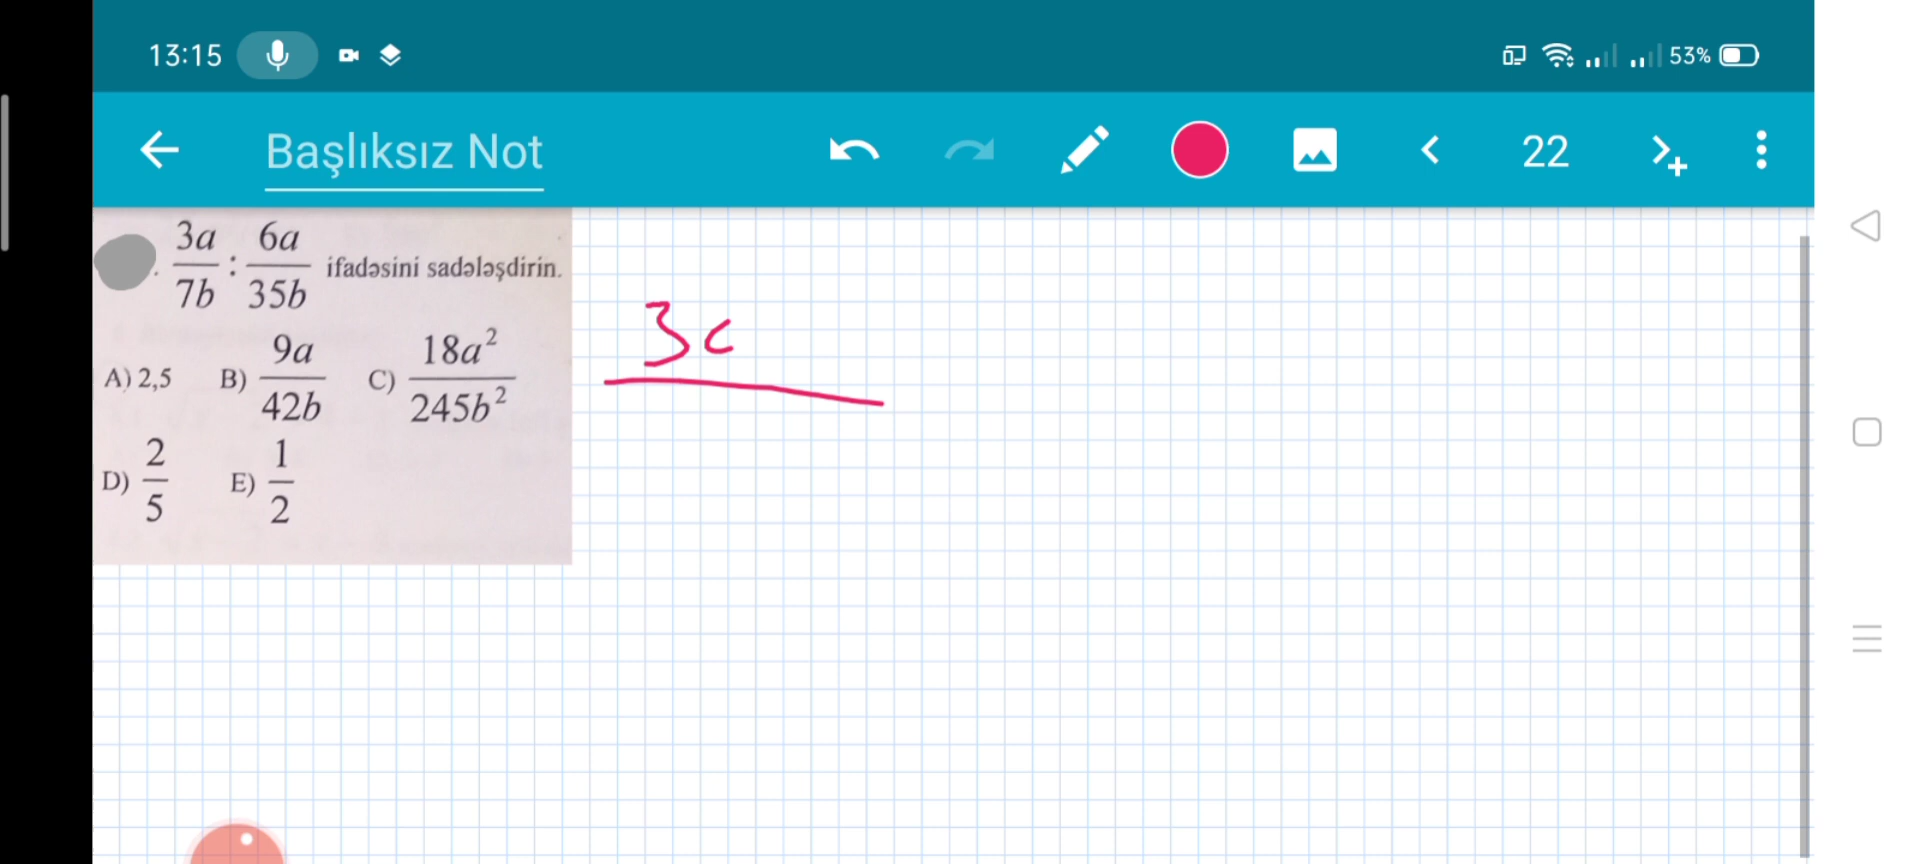 13:15 53%
Başlıksız Not 22
3a/7b : 6a/35b ifadəsini sadələşdirin.
A) 2,5 B) 9a/42b C) 18a²/245b²
D) 2/5 E) 1/2
3